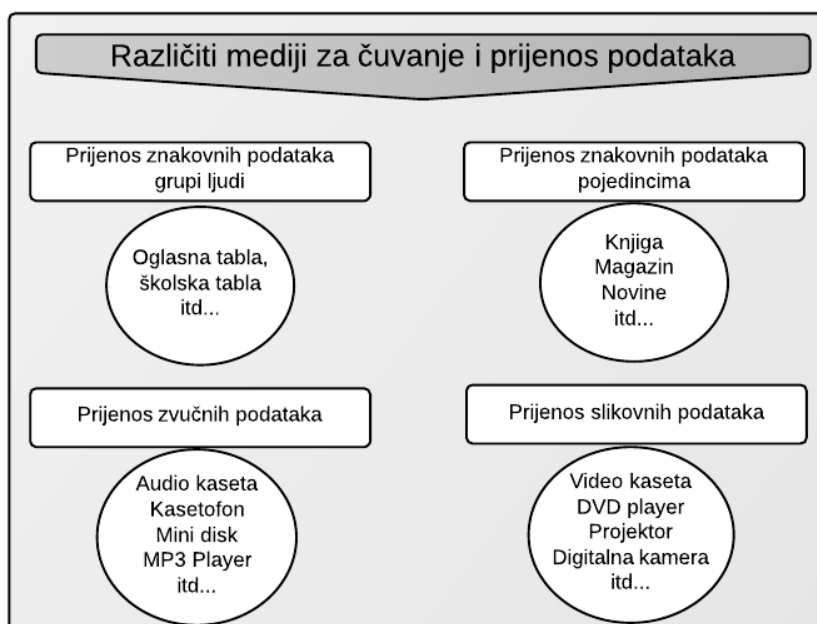 Različiti mediji za čuvanje i prijenos podataka
Prijenos znakovnih podataka
grupi ljudi
Oglasna tabla,
školska tabla
itd...
Prijenos znakovnih podataka
pojedincima
Knjiga
Magazin
Novine
itd...
Prijenos zvučnih podataka
Audio kaseta
Kasetofon
Mini disk
MP3 Player
itd...
Prijenos slikovnih podataka
Video kaseta
DVD player
Projektor
Digitalna kamera
itd...